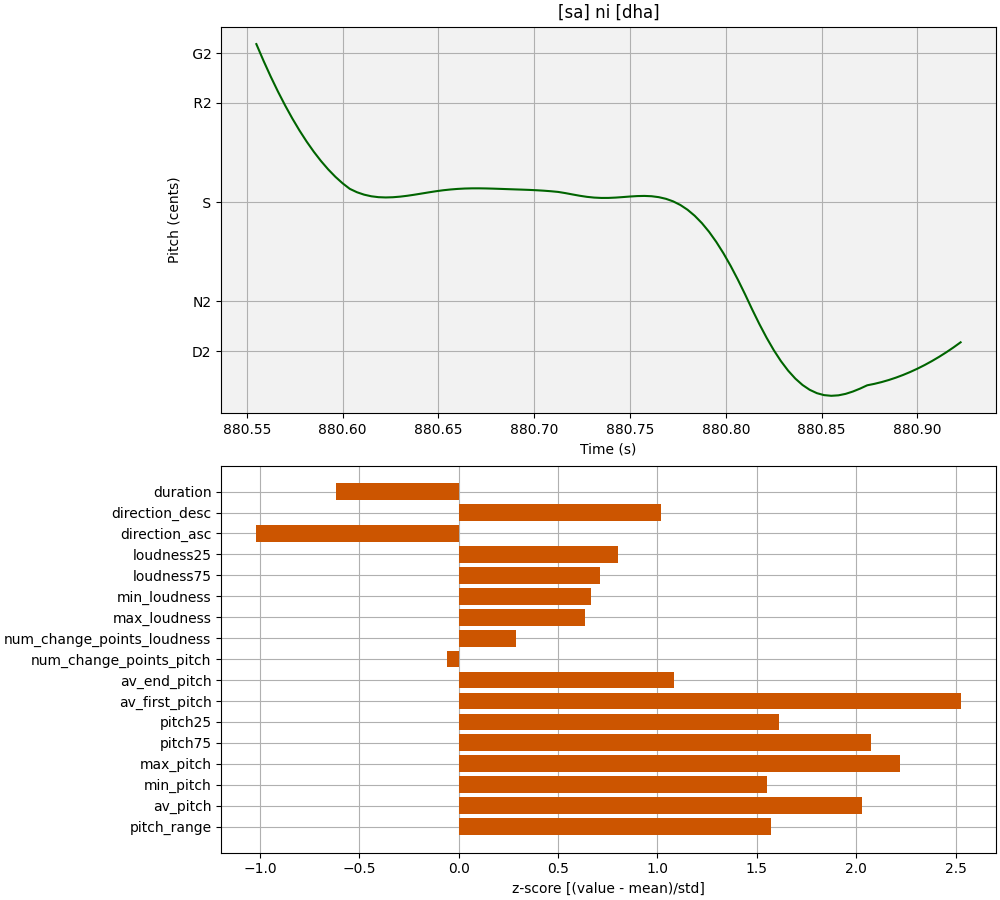 [sa] ni [dha]
G2
R2
S
N2
D2
Pitch (cents)
880.55 880.60 880.65 880.70 880.75 880.80 880.85 880.90
Time (s)
duration
direction_desc
direction_asc
loudness25
loudness75
min_loudness
max_loudness
num_change_points_loudness
num_change_points_pitch
av_end_pitch
av_first_pitch
pitch25
pitch75
max_pitch
min_pitch
av_pitch
pitch_range
−1.0 −0.5 0.0 0.5 1.0 1.5 2.0 2.5
z-score [(value - mean)/std]